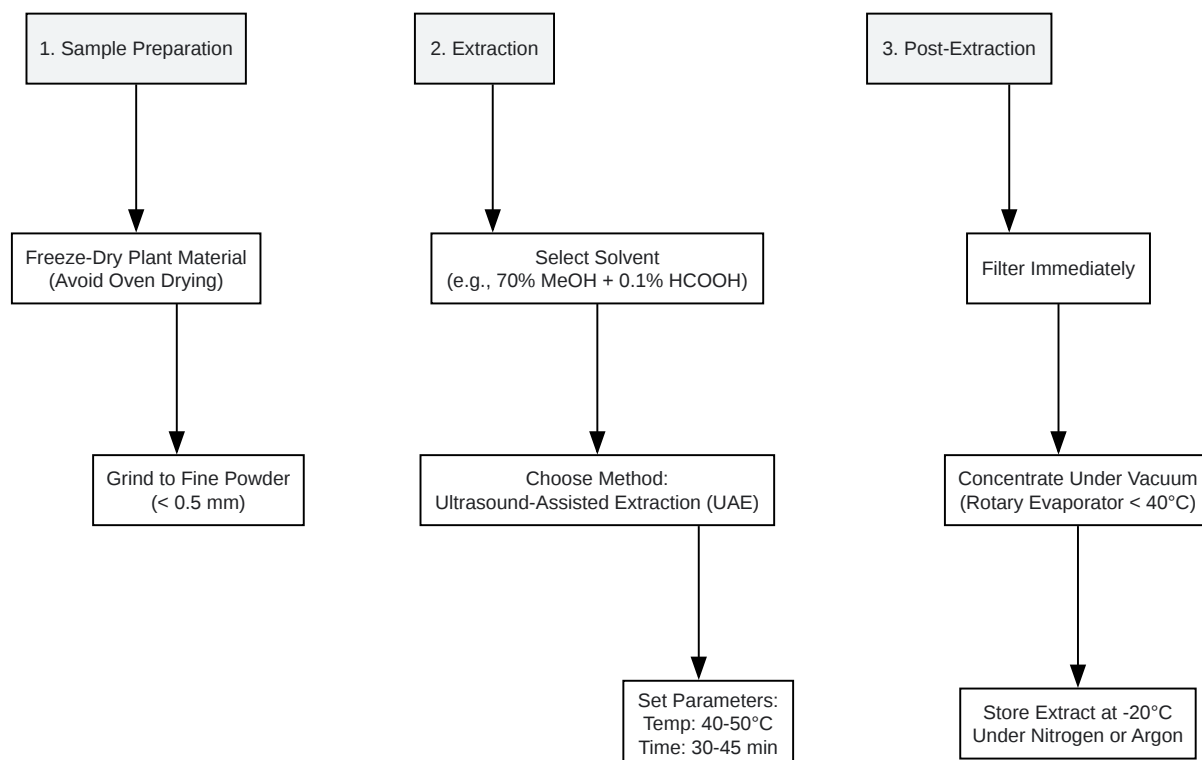 1. Sample Preparation
Freeze-Dry Plant Material
(Avoid Oven Drying)
Grind to Fine Powder
(< 0.5 mm)
2. Extraction
Select Solvent
(e.g., 70% MeOH + 0.1% HCOOH)
Choose Method:
Ultrasound-Assisted Extraction (UAE)
Set Parameters:
Temp: 40-50°C
Time: 30-45 min
3. Post-Extraction
Filter Immediately
Concentrate Under Vacuum
(Rotary Evaporator < 40°C)
Store Extract at -20°C
Under Nitrogen or Argon